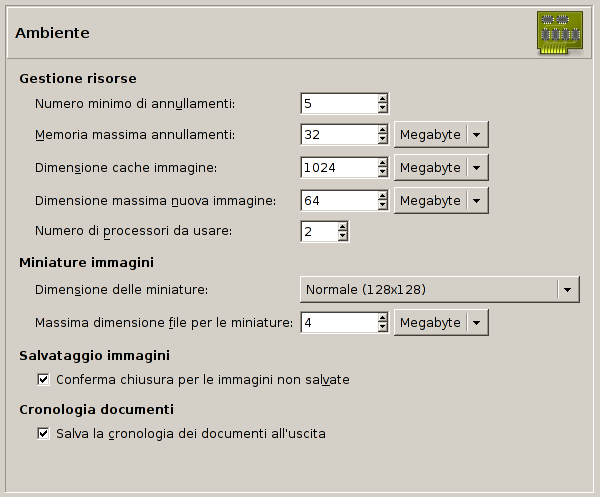 Ambiente
Gestione risorse
Numero minimo di annullamenti: 5
Memoria massima annullamenti: 32 Megabyte
Dimensione cache immagine: 1024 Megabyte
Dimensione massima nuova immagine: 64 Megabyte
Numero di processori da usare: 2
Miniature immagini
Dimensione delle miniature: Normale (128x128)
Massima dimensione file per le miniature: 4 Megabyte
Salvataggio immagini
Conferma chiusura per le immagini non salvate
Cronologia documenti
Salva la cronologia dei documenti all'uscita